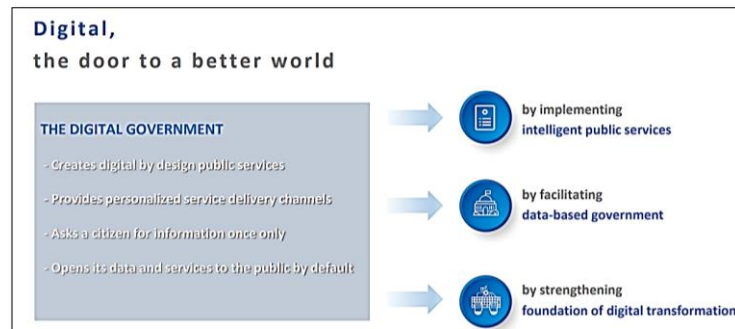 Digital,
the door to a better world
THE DIGITAL GOVERNMENT
- Creates digital by design public services
- Provides personalized service delivery channels
- Asks a citizen for information once only
- Opens its data and services to the public by default
by implementing
intelligent public services
by facilitating
data-based government
by strengthening
foundation of digital transformation